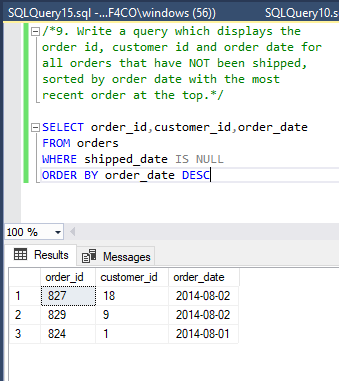 SQLQuery15.sql -...F4CO\windows (56))
/*9. Write a query which displays the
order id, customer id and order date for
all orders that have NOT been shipped,
sorted by order date with the most
recent order at the top.*/
SELECT order_id,customer_id,order_date
FROM orders
WHERE shipped_date IS NULL
ORDER BY order_date DESC
100 %
Results Messages
order_id customer_id order_date
1 827 18 2014-08-02
2 829 9 2014-08-02
3 824 1 2014-08-01